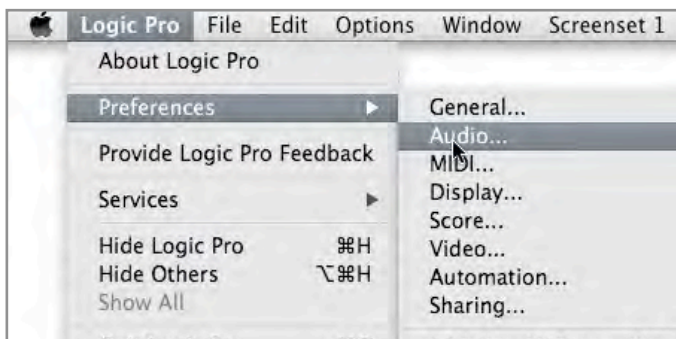 Logic Pro File Edit Options Window Screenset 1
About Logic Pro
Preferences
Provide Logic Pro Feedback
Services
Hide Logic Pro ⌘H
Hide Others ⌥⌘H
Show All
General...
Audio...
MIDI...
Display...
Score...
Video...
Automation...
Sharing...